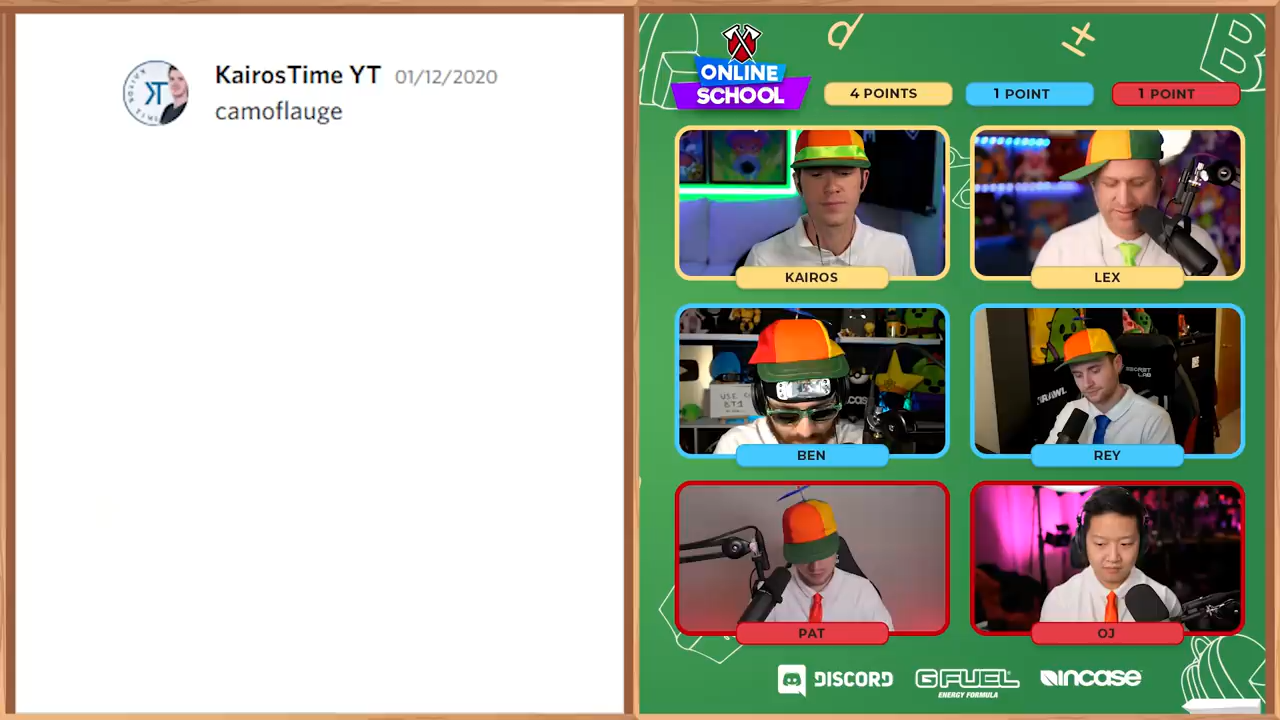 KairosTime YT 01/12/2020
camoflauge
ONLINE
SCHOOL
4 POINTS
1 POINT
1 POINT
KAIROS
LEX
BEN
REY
PAT
OJ
DISCORD
GFUEL
ENERGY FORMULA
INCASE